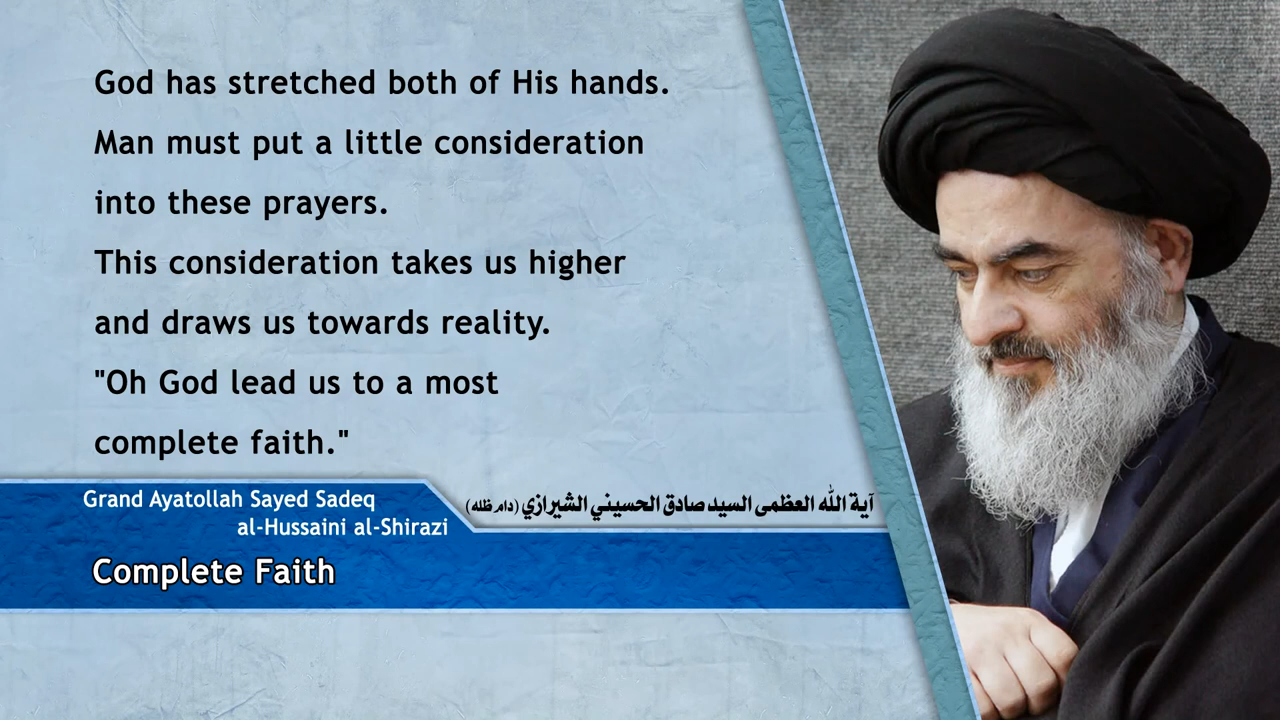 God has stretched both of His hands.
Man must put a little consideration
into these prayers.
This consideration takes us higher
and draws us towards reality.
"Oh God lead us to a most
complete faith."
Grand Ayatollah Sayed Sadeq
al-Hussaini al-Shirazi
آية الله العظمى السيد صادق الحسيني الشيرازي (دام ظله)
Complete Faith